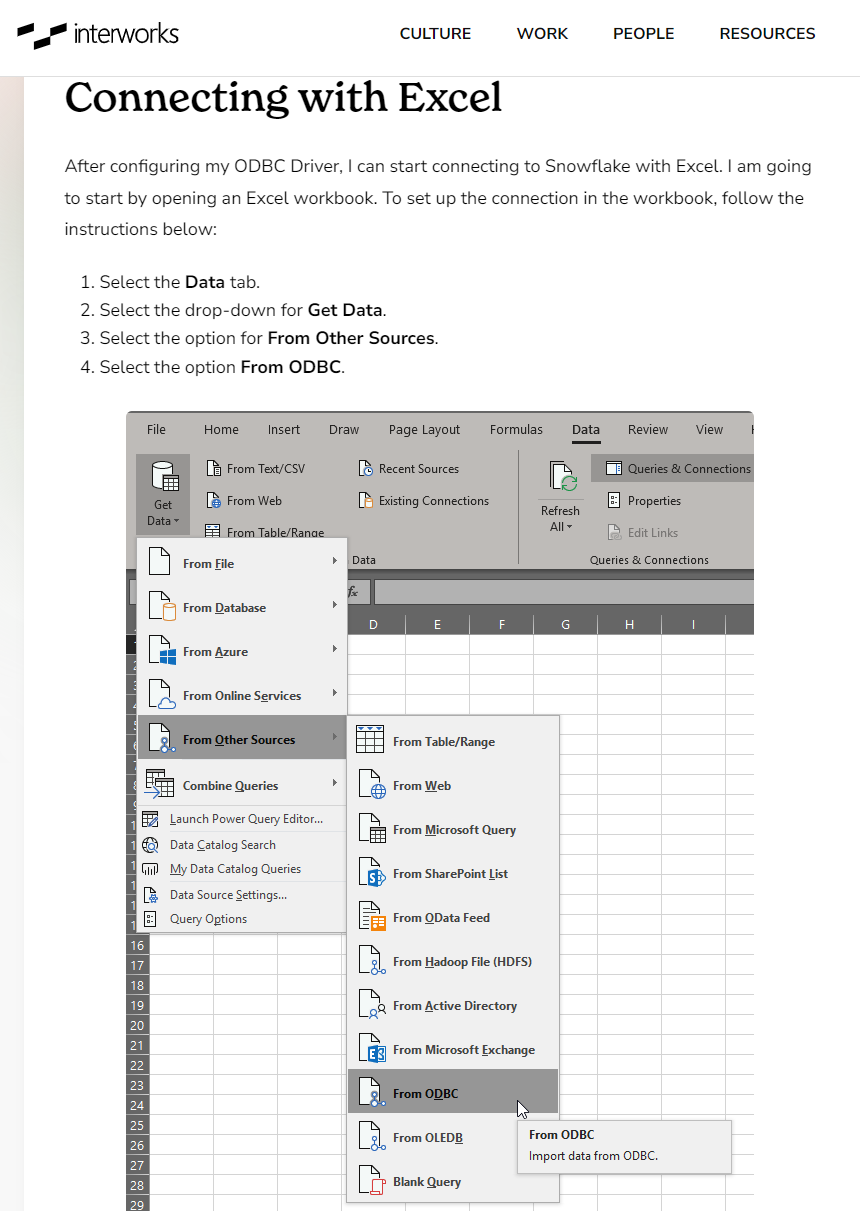 interworks
CULTURE WORK PEOPLE RESOURCES
Connecting with Excel
After configuring my ODBC Driver, I can start connecting to Snowflake with Excel. I am going
to start by opening an Excel workbook. To set up the connection in the workbook, follow the
instructions below:
1. Select the Data tab.
2. Select the drop-down for Get Data.
3. Select the option for From Other Sources.
4. Select the option From ODBC.
File Home Insert Draw Page Layout Formulas Data Review View
Get
Data
From Text/CSV
From Web
From Table/Range
Recent Sources
Existing Connections
Refresh
All
Queries & Connections
Properties
Edit Links
Data
Queries & Connections
fx
D E F G H I
From File
From Database
From Azure
From Online Services
From Other Sources
Combine Queries
Launch Power Query Editor...
Data Catalog Search
My Data Catalog Queries
Data Source Settings...
Query Options
From Table/Range
From Web
From Microsoft Query
From SharePoint List
From OData Feed
From Hadoop File (HDFS)
From Active Directory
From Microsoft Exchange
From ODBC
From OLEDB
Blank Query
From ODBC
Import data from ODBC.
16
17
18
19
20
21
22
23
24
25
26
27
28
29